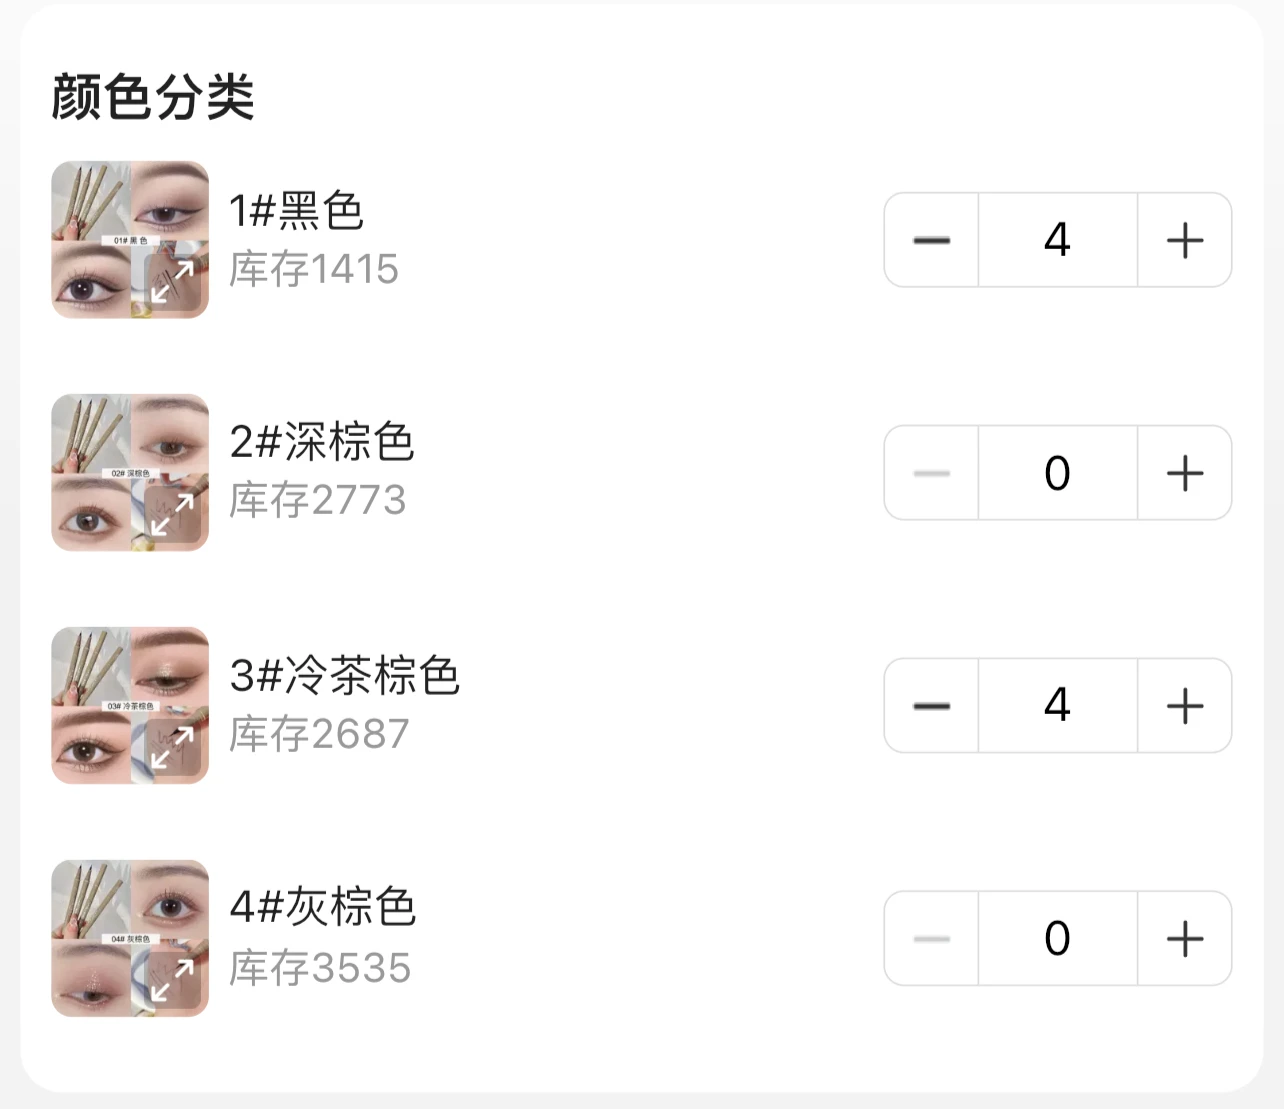 颜色分类
01# 黑 色
1#黑色
库存1415
4
02# 深棕色
2#深棕色
库存2773
0
03# 冷茶棕色
3#冷茶棕色
库存2687
4
04# 灰棕色
4#灰棕色
库存3535
0